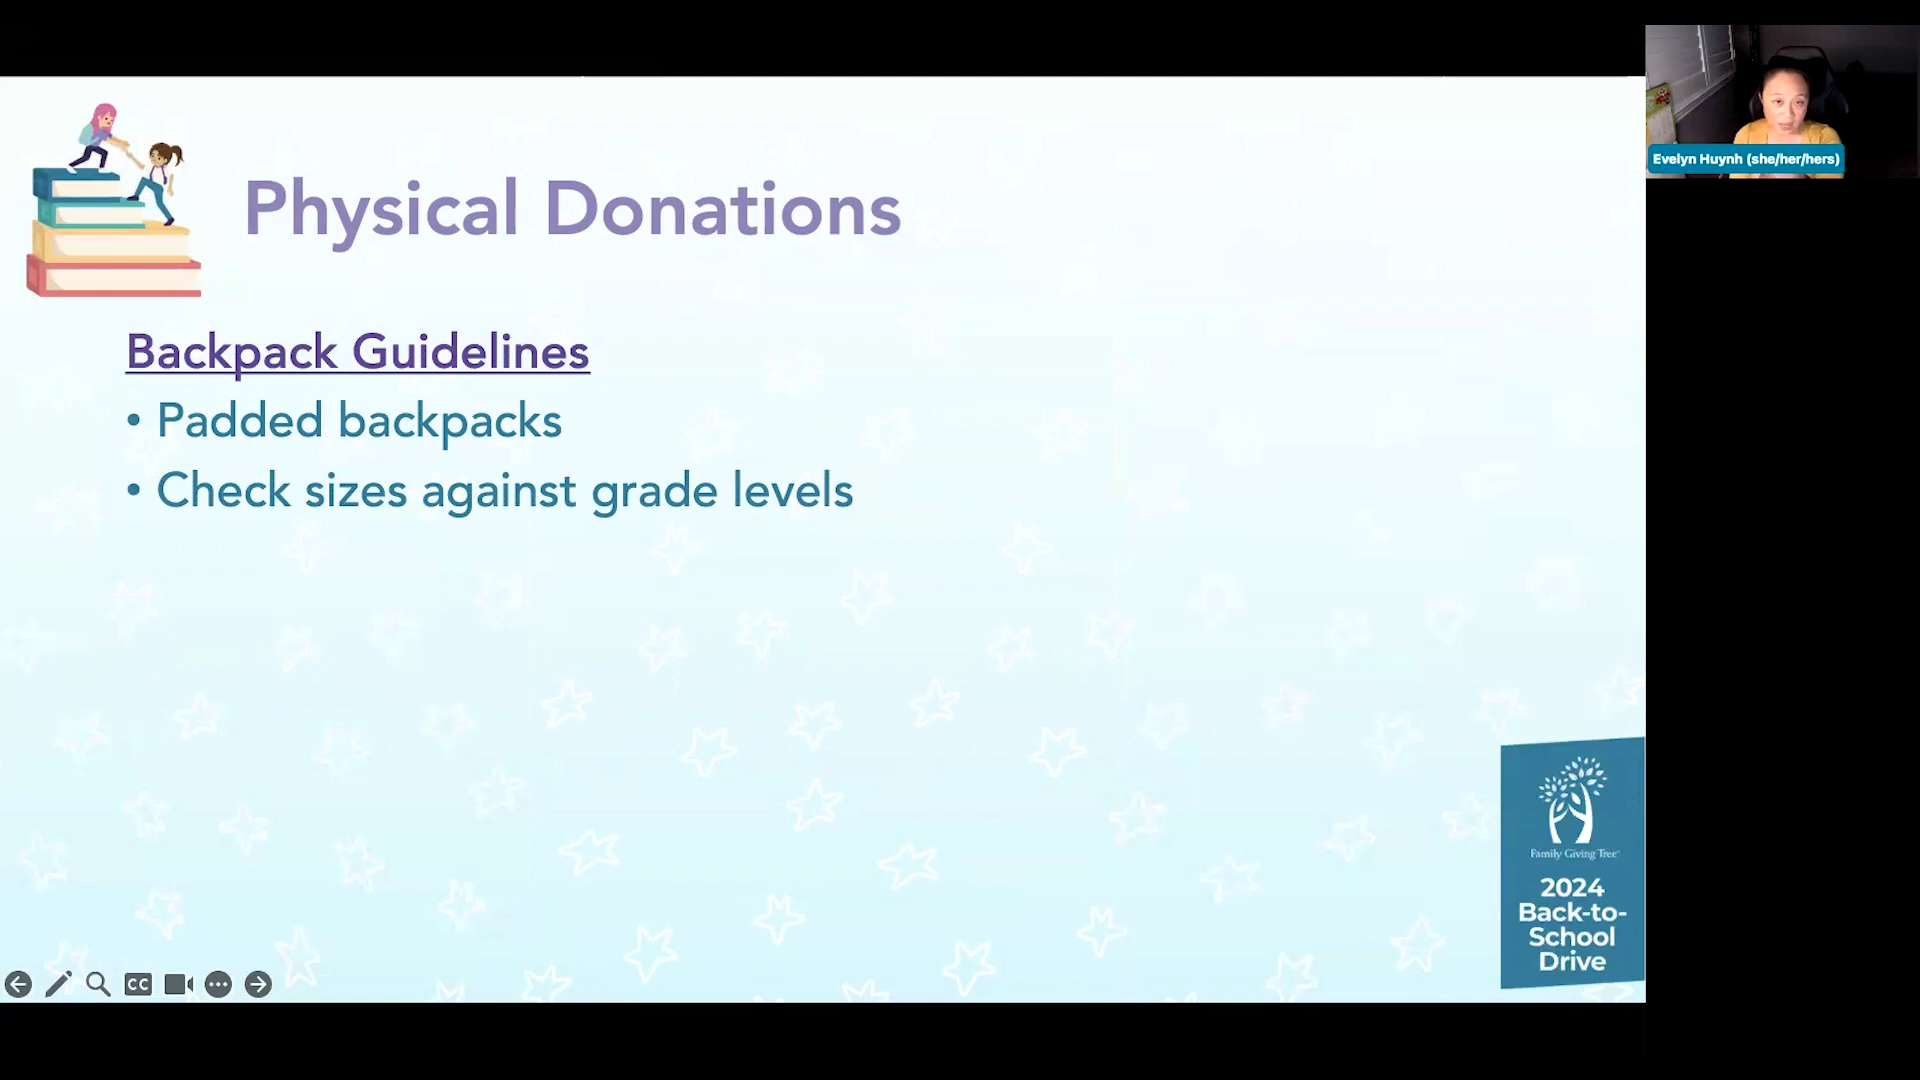 Physical Donations
Backpack Guidelines
• Padded backpacks
• Check sizes against grade levels
Evelyn Huynh (she/her/hers)
Family Giving Tree
2024
Back-to-
School
Drive
CC